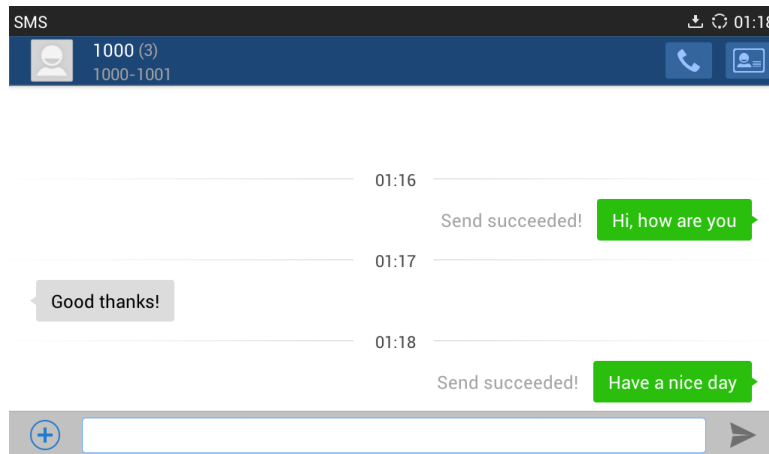 SMS 01:18
1000 (3)
1000-1001
01:16
Send succeeded! Hi, how are you
01:17
Good thanks!
01:18
Send succeeded! Have a nice day